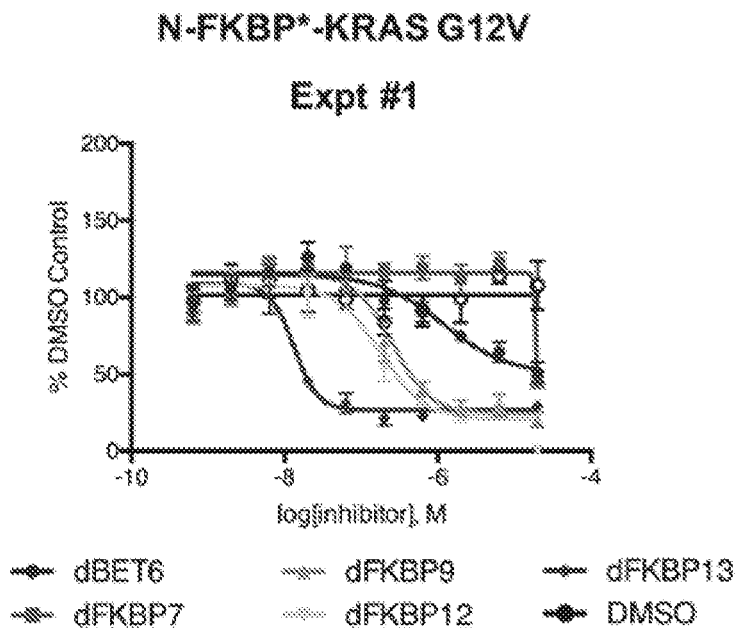 N-FKBP*-KRAS G12V
Expt #1
200
150
100
50
0
% DMSO Control
-10 -8 -6 -4
log[inhibitor], M
dBET6 dFKBP9 dFKBP13
dFKBP7 dFKBP12 DMSO